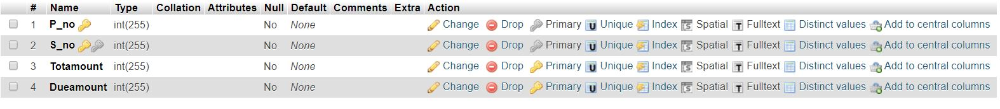 # Name Type Collation Attributes Null Default Comments Extra Action
1 P_no int(255) No None Change Drop Primary Unique Index Spatial Fulltext Distinct values Add to central columns
2 S_no int(255) No None Change Drop Primary Unique Index Spatial Fulltext Distinct values Add to central columns
3 Totamount int(255) No None Change Drop Primary Unique Index Spatial Fulltext Distinct values Add to central columns
4 Dueamount int(255) No None Change Drop Primary Unique Index Spatial Fulltext Distinct values Add to central columns